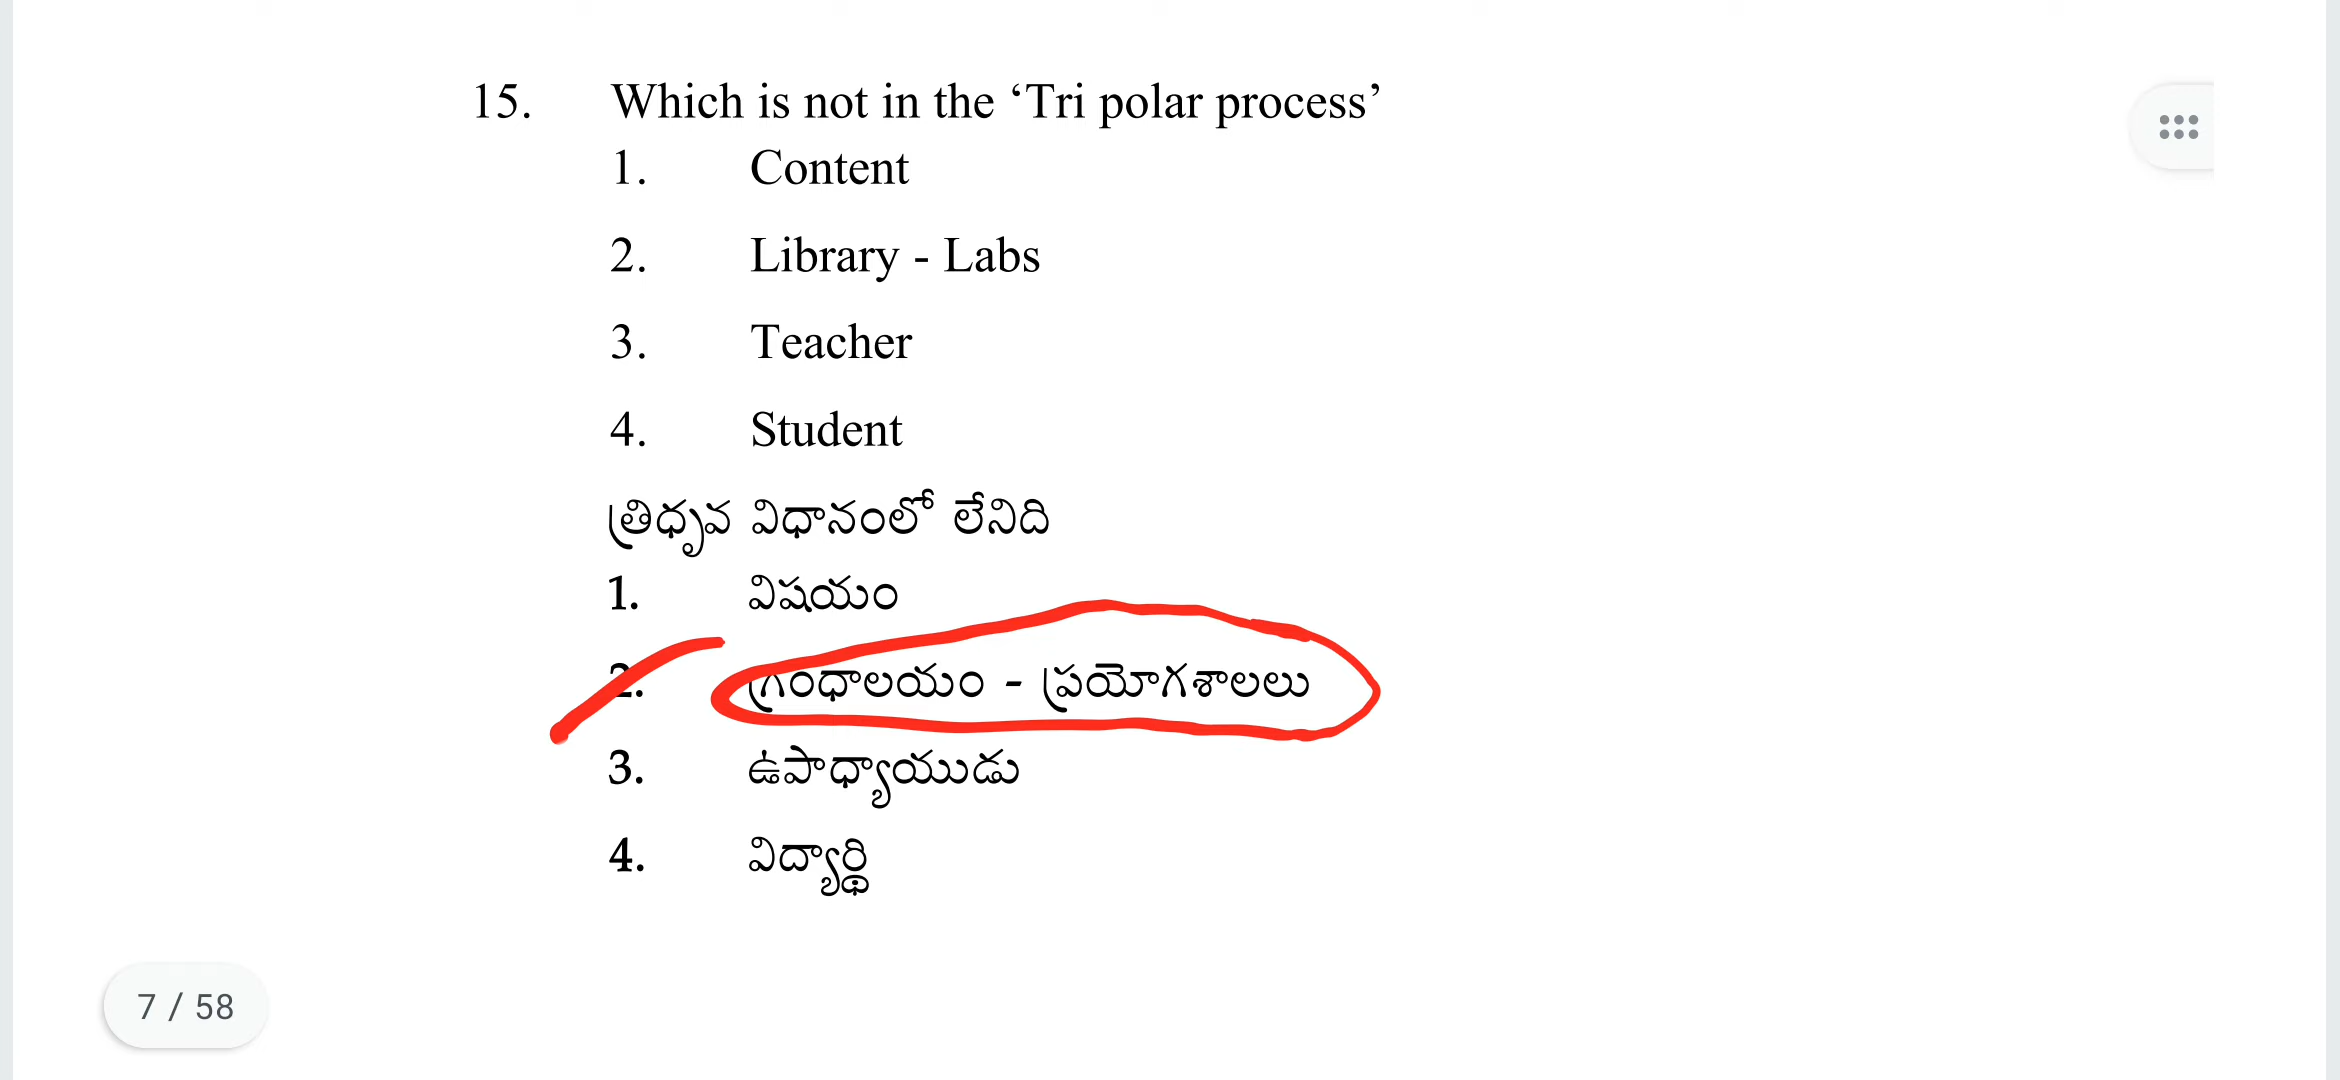 15. Which is not in the ‘Tri polar process’
1. Content
2. Library - Labs
3. Teacher
4. Student
త్రిధృవ విధానంలో లేనిది
1. విషయం
2. గ్రంధాలయం - ప్రయోగశాలలు
3. ఉపాధ్యాయుడు
4. విద్యార్థి
7 / 58